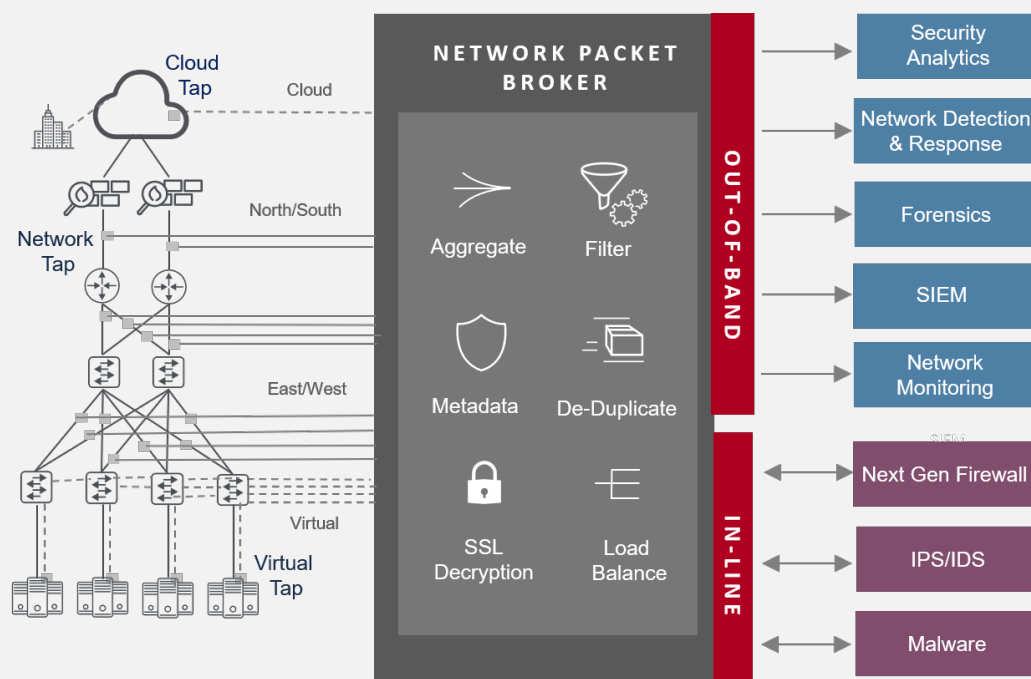 Cloud
Tap
Cloud
North/South
Network
Tap
East/West
Virtual
Virtual
Tap
NETWORK PACKET
BROKER
Aggregate
Filter
Metadata
De-Duplicate
SSL
Decryption
Load
Balance
OUT-OF-BAND
IN-LINE
Security
Analytics
Network Detection
& Response
Forensics
SIEM
Network
Monitoring
SIEM
Next Gen Firewall
IPS/IDS
Malware